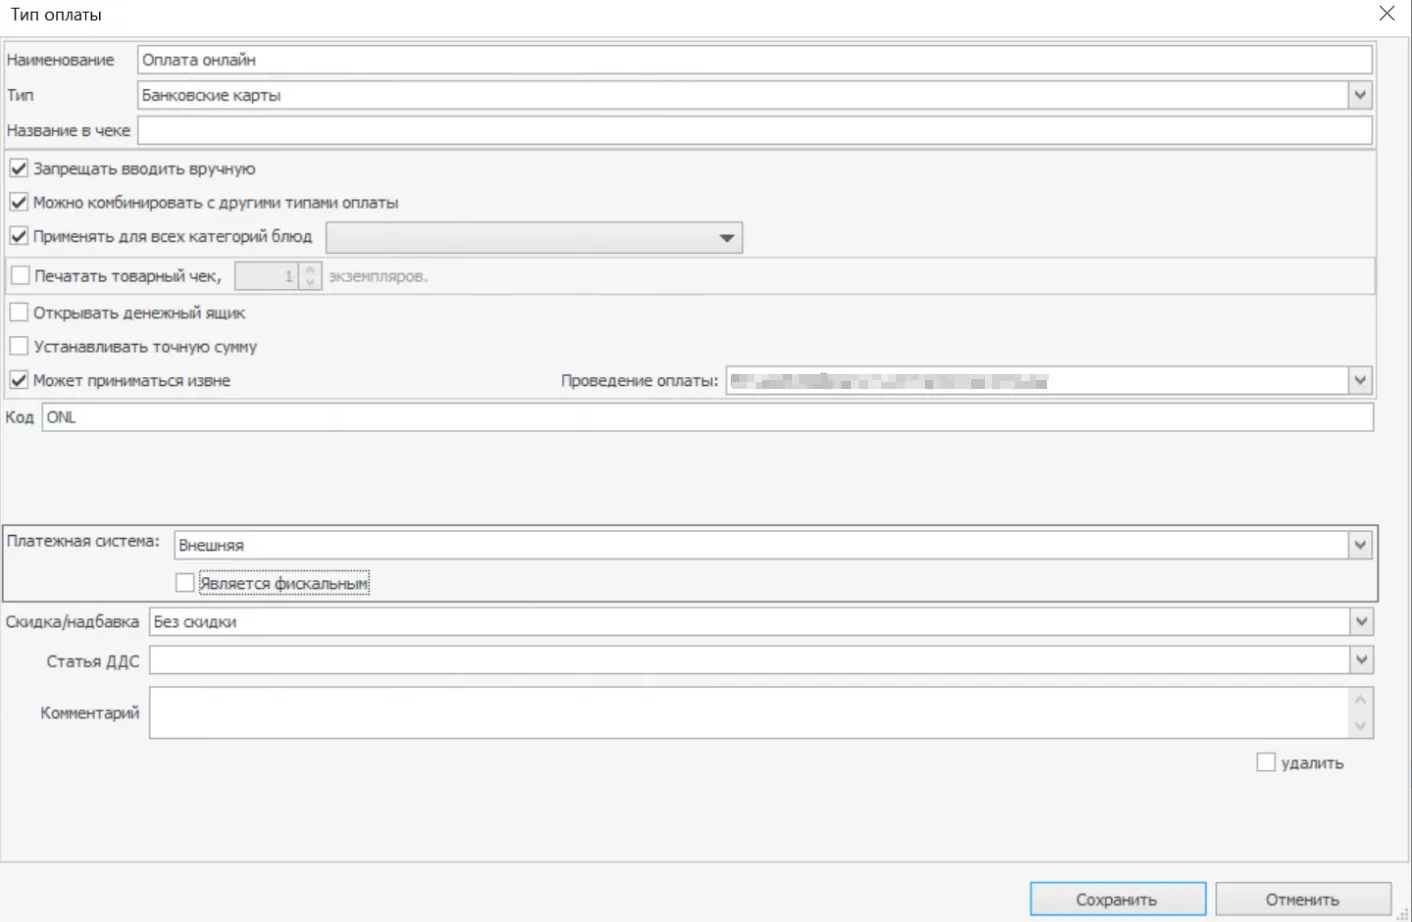 Тип оплаты
Наименование Оплата онлайн
Тип Банковские карты
Название в чеке
Запрещать вводить вручную
Можно комбинировать с другими типами оплаты
Применять для всех категорий блюд
Печатать товарный чек, 1 экземпляров.
Открывать денежный ящик
Устанавливать точную сумму
Может приниматься извне Проведение оплаты:
Код ONL
Платежная система: Внешняя
Является фискальным
Скидка/надбавка Без скидки
Статья ДДС
Комментарий
удалить
Сохранить Отменить